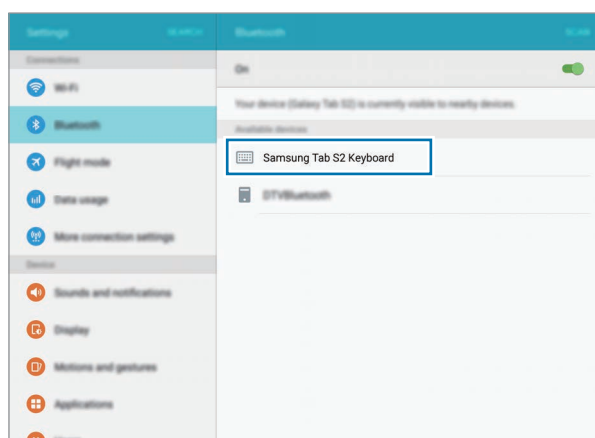 Settings
SEARCH
Bluetooth
SCAN
Connections
On
Wi-Fi
Your device (Galaxy Tab S2) is currently visible to nearby devices.
Bluetooth
Available devices
Samsung Tab S2 Keyboard
Flight mode
DTVBluetooth
Data usage
More connection settings
Device
Sounds and notifications
Display
Motions and gestures
Applications